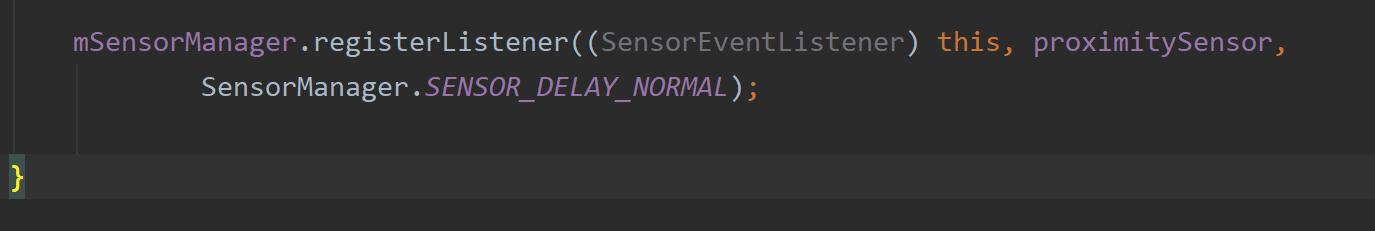 mSensorManager.registerListener((SensorEventListener) this, proximitySensor,
SensorManager.SENSOR_DELAY_NORMAL);
}